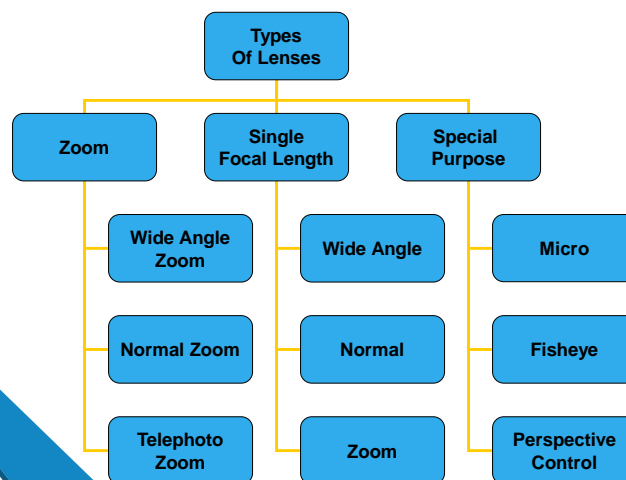 Types
Of Lenses
Zoom
Single
Focal Length
Special
Purpose
Wide Angle
Zoom
Wide Angle
Micro
Normal Zoom
Normal
Fisheye
Telephoto
Zoom
Zoom
Perspective
Control